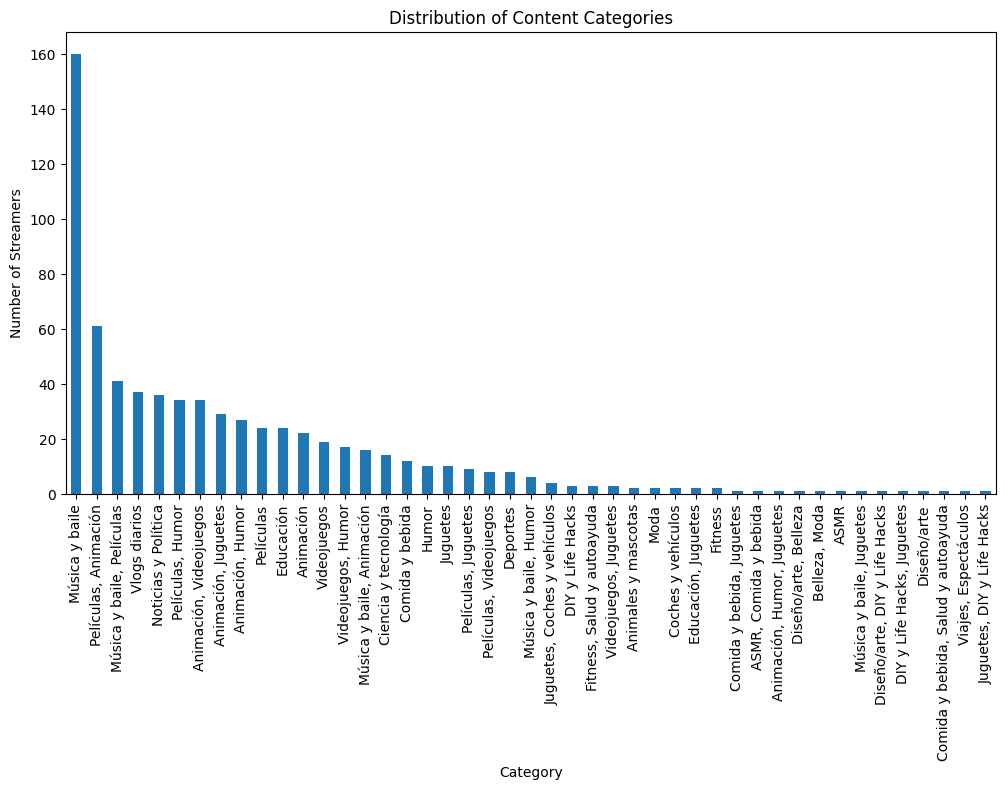 Distribution of Content Categories
Number of Streamers
160
140
120
100
80
60
40
20
0
Música y baile
Películas, Animación
Música y baile, Películas
Vlogs diarios
Noticias y Política
Películas, Humor
Animación, Videojuegos
Animación, Juguetes
Animación, Humor
Películas
Educación
Animación
Videojuegos
Videojuegos, Humor
Música y baile, Animación
Ciencia y tecnología
Comida y bebida
Humor
Juguetes
Películas, Juguetes
Películas, Videojuegos
Deportes
Música y baile, Humor
Juguetes, Coches y vehículos
DIY y Life Hacks
Fitness, Salud y autoayuda
Videojuegos, Juguetes
Animales y mascotas
Moda
Coches y vehículos
Educación, Juguetes
Fitness
Comida y bebida, Juguetes
ASMR, Comida y bebida
Animación, Humor, Juguetes
Diseño/arte, Belleza
Belleza, Moda
ASMR
Música y baile, Juguetes
Diseño/arte, DIY y Life Hacks
DIY y Life Hacks, Juguetes
Diseño/arte
Comida y bebida, Salud y autoayuda
Viajes, Espectáculos
Juguetes, DIY y Life Hacks
Category